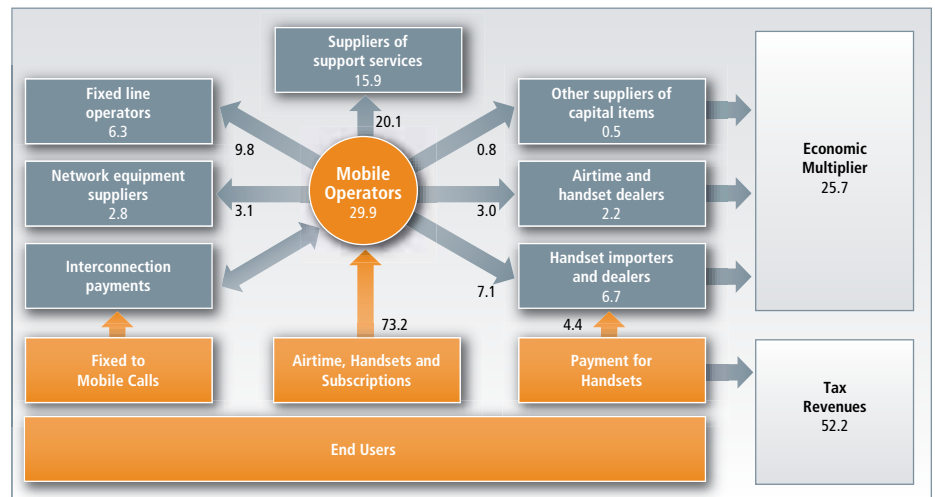 Suppliers of
support services
15.9
Fixed line
operators
6.3
Other suppliers of
capital items
0.5
20.1
9.8
0.8
Mobile
Operators
29.9
Economic
Multiplier
25.7
Network equipment
suppliers
2.8
3.1
3.0
Airtime and
handset dealers
2.2
Interconnection
payments
Handset importers
and dealers
6.7
7.1
73.2
4.4
Fixed to
Mobile Calls
Airtime, Handsets and
Subscriptions
Payment for
Handsets
Tax
Revenues
52.2
End Users